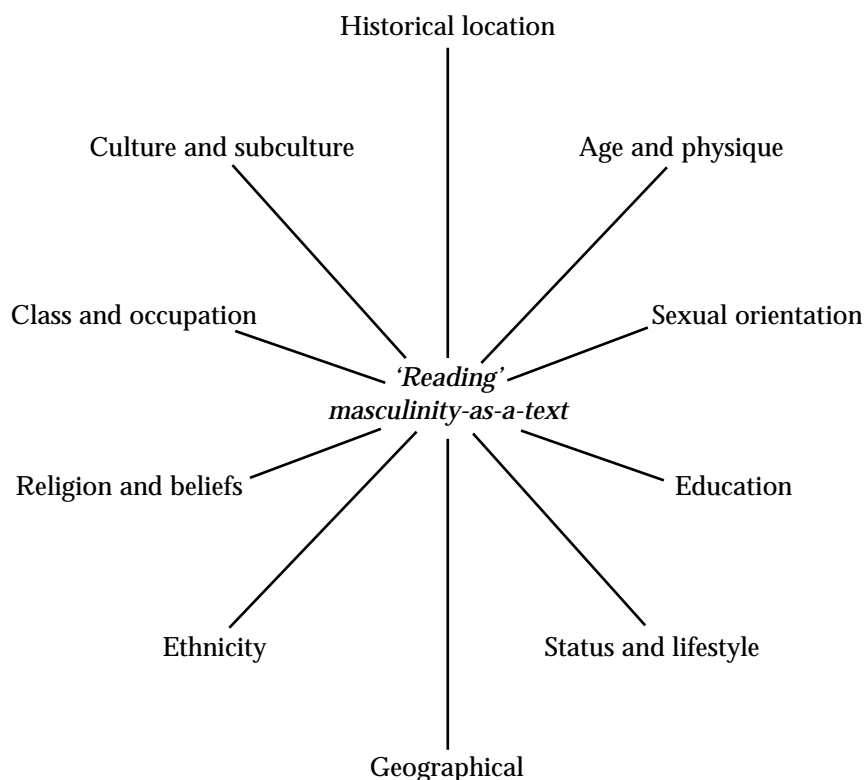 Historical location
Culture and subculture
Age and physique
Class and occupation
Sexual orientation
‘Reading’
masculinity-as-a-text
Religion and beliefs
Education
Ethnicity
Status and lifestyle
Geographical